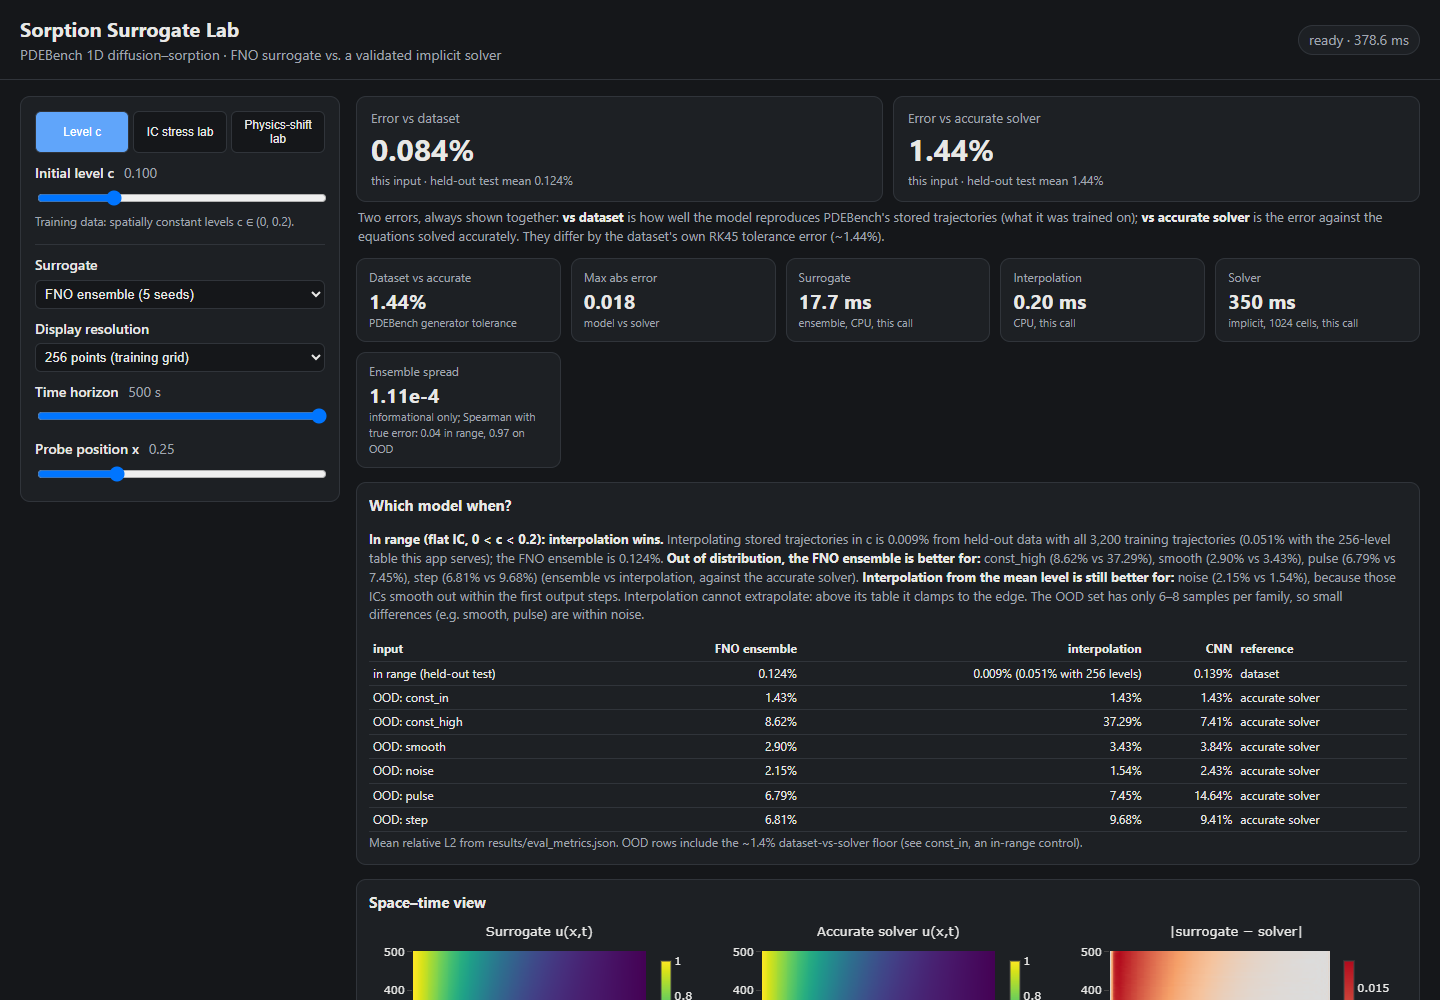 Sorption Surrogate Lab
PDEBench 1D diffusion–sorption · FNO surrogate vs. a validated implicit solver
ready · 378.6 ms
Level c
IC stress lab
Physics-shift
lab
Initial level c 0.100
Training data: spatially constant levels c ∈ (0, 0.2).
Surrogate
FNO ensemble (5 seeds)
Display resolution
256 points (training grid)
Time horizon 500 s
Probe position x 0.25
Error vs dataset
0.084%
this input · held-out test mean 0.124%
Error vs accurate solver
1.44%
this input · held-out test mean 1.44%
Two errors, always shown together: vs dataset is how well the model reproduces PDEBench's stored trajectories (what it was trained on); vs accurate solver is the error against the
equations solved accurately. They differ by the dataset's own RK45 tolerance error (~1.44%).
Dataset vs accurate
1.44%
PDEBench generator tolerance
Max abs error
0.018
model vs solver
Surrogate
17.7 ms
ensemble, CPU, this call
Interpolation
0.20 ms
CPU, this call
Solver
350 ms
implicit, 1024 cells, this call
Ensemble spread
1.11e-4
informational only; Spearman with
true error: 0.04 in range, 0.97 on
OOD
Which model when?
In range (flat IC, 0 < c < 0.2): interpolation wins. Interpolating stored trajectories in c is 0.009% from held-out data with all 3,200 training trajectories (0.051% with the 256-level
table this app serves); the FNO ensemble is 0.124%. Out of distribution, the FNO ensemble is better for: const_high (8.62% vs 37.29%), smooth (2.90% vs 3.43%), pulse (6.79% vs
7.45%), step (6.81% vs 9.68%) (ensemble vs interpolation, against the accurate solver). Interpolation from the mean level is still better for: noise (2.15% vs 1.54%), because those
ICs smooth out within the first output steps. Interpolation cannot extrapolate: above its table it clamps to the edge. The OOD set has only 6–8 samples per family, so small
differences (e.g. smooth, pulse) are within noise.
input FNO ensemble interpolation CNN reference
in range (held-out test) 0.124% 0.009% (0.051% with 256 levels) 0.139% dataset
OOD: const_in 1.43% 1.43% 1.43% accurate solver
OOD: const_high 8.62% 37.29% 7.41% accurate solver
OOD: smooth 2.90% 3.43% 3.84% accurate solver
OOD: noise 2.15% 1.54% 2.43% accurate solver
OOD: pulse 6.79% 7.45% 14.64% accurate solver
OOD: step 6.81% 9.68% 9.41% accurate solver
Mean relative L2 from results/eval_metrics.json. OOD rows include the ~1.4% dataset-vs-solver floor (see const_in, an in-range control).
Space–time view
Surrogate u(x,t)
500
400
1
0.8
Accurate solver u(x,t)
500
400
1
0.8
|surrogate − solver|
500
400
0.015